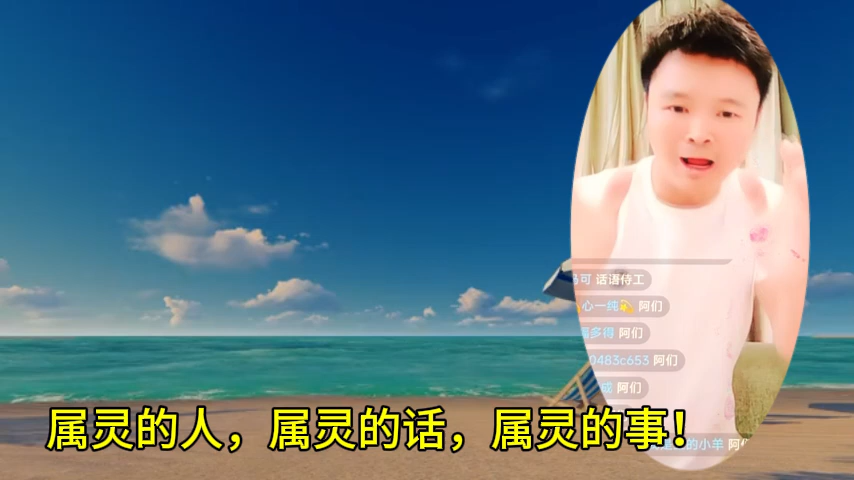 可 话语侍工
心一纯💫 阿们
多得 阿们
0483c653 阿们
成 阿们
的小羊 阿们
属灵的人，属灵的话，属灵的事！